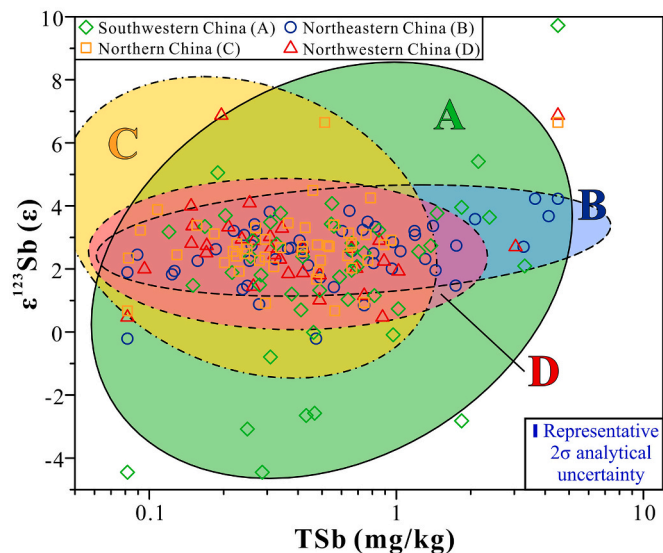 Southwestern China (A) Northeastern China (B)
Northern China (C) Northwestern China (D)
10
8
6
4
2
0
-2
-4
ε¹²³Sb (ε)
C
A
B
D
Representative
2σ analytical
uncertainty
0.1 1 10
TSb (mg/kg)